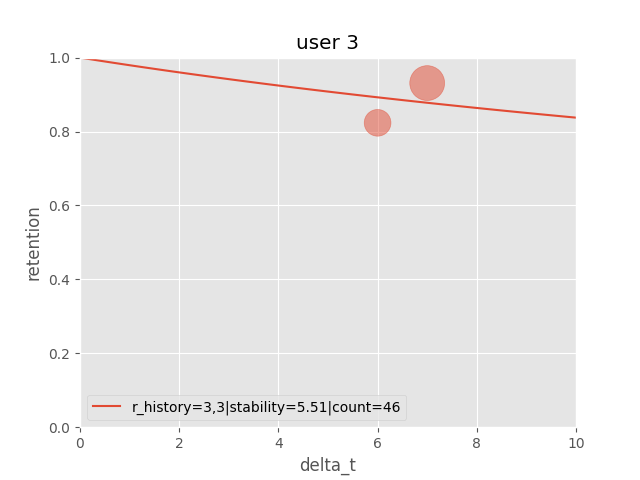 user 3
1.0
0.8
0.6
0.4
0.2
0.0
retention
r_history=3,3|stability=5.51|count=46
0 2 4 6 8 10
delta_t